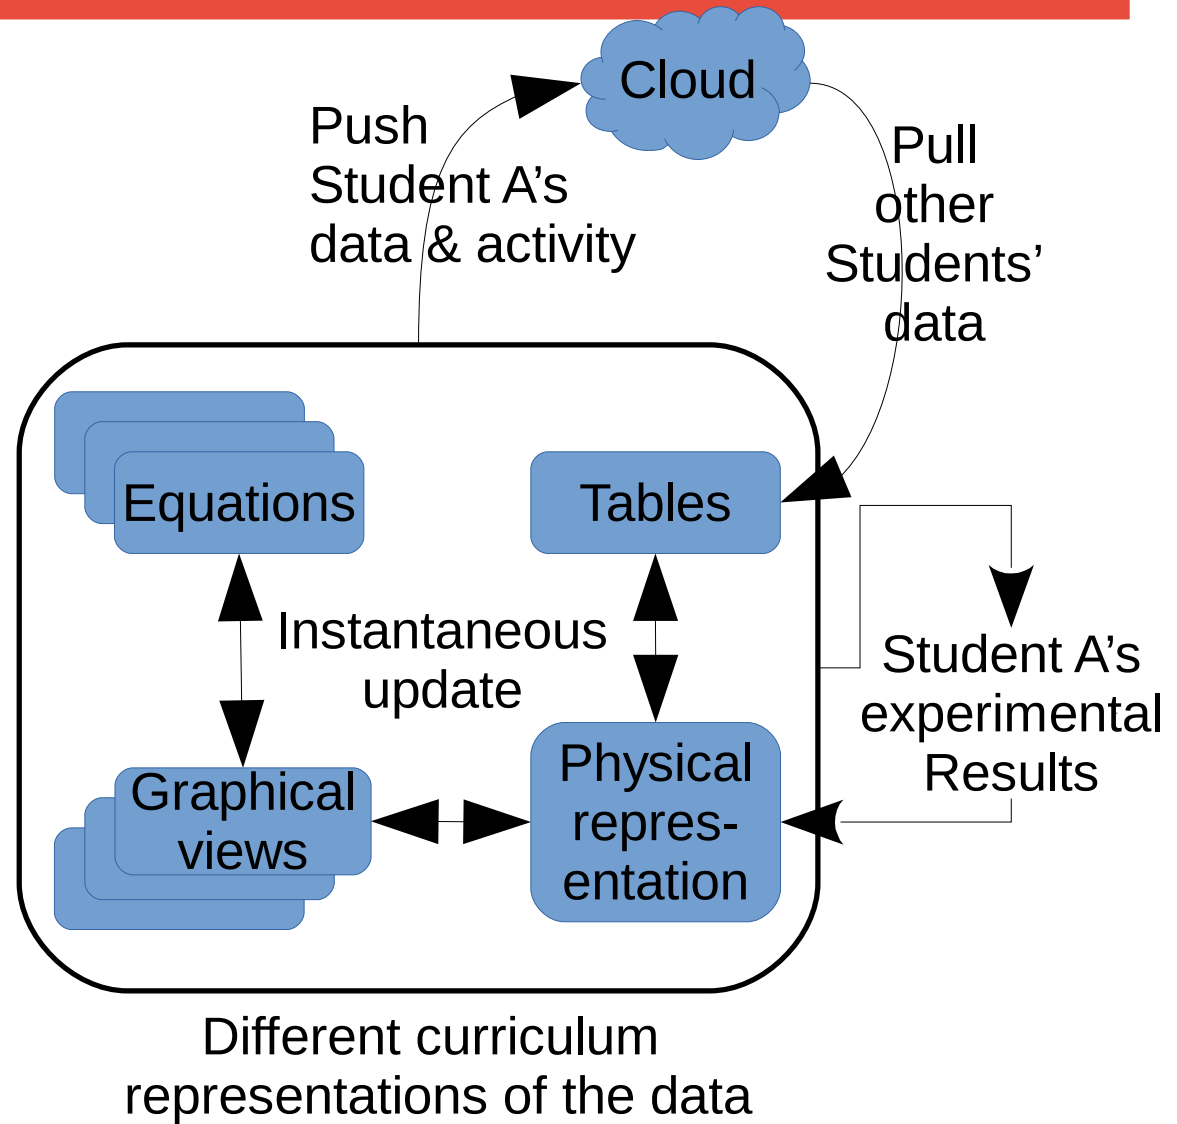 Cloud
Push
Student A’s
data & activity
Pull
other
Students’
data
Equations
Tables
Instantaneous
update
Student A’s
experimental
Results
Graphical
views
Physical
repres-
entation
Different curriculum
representations of the data